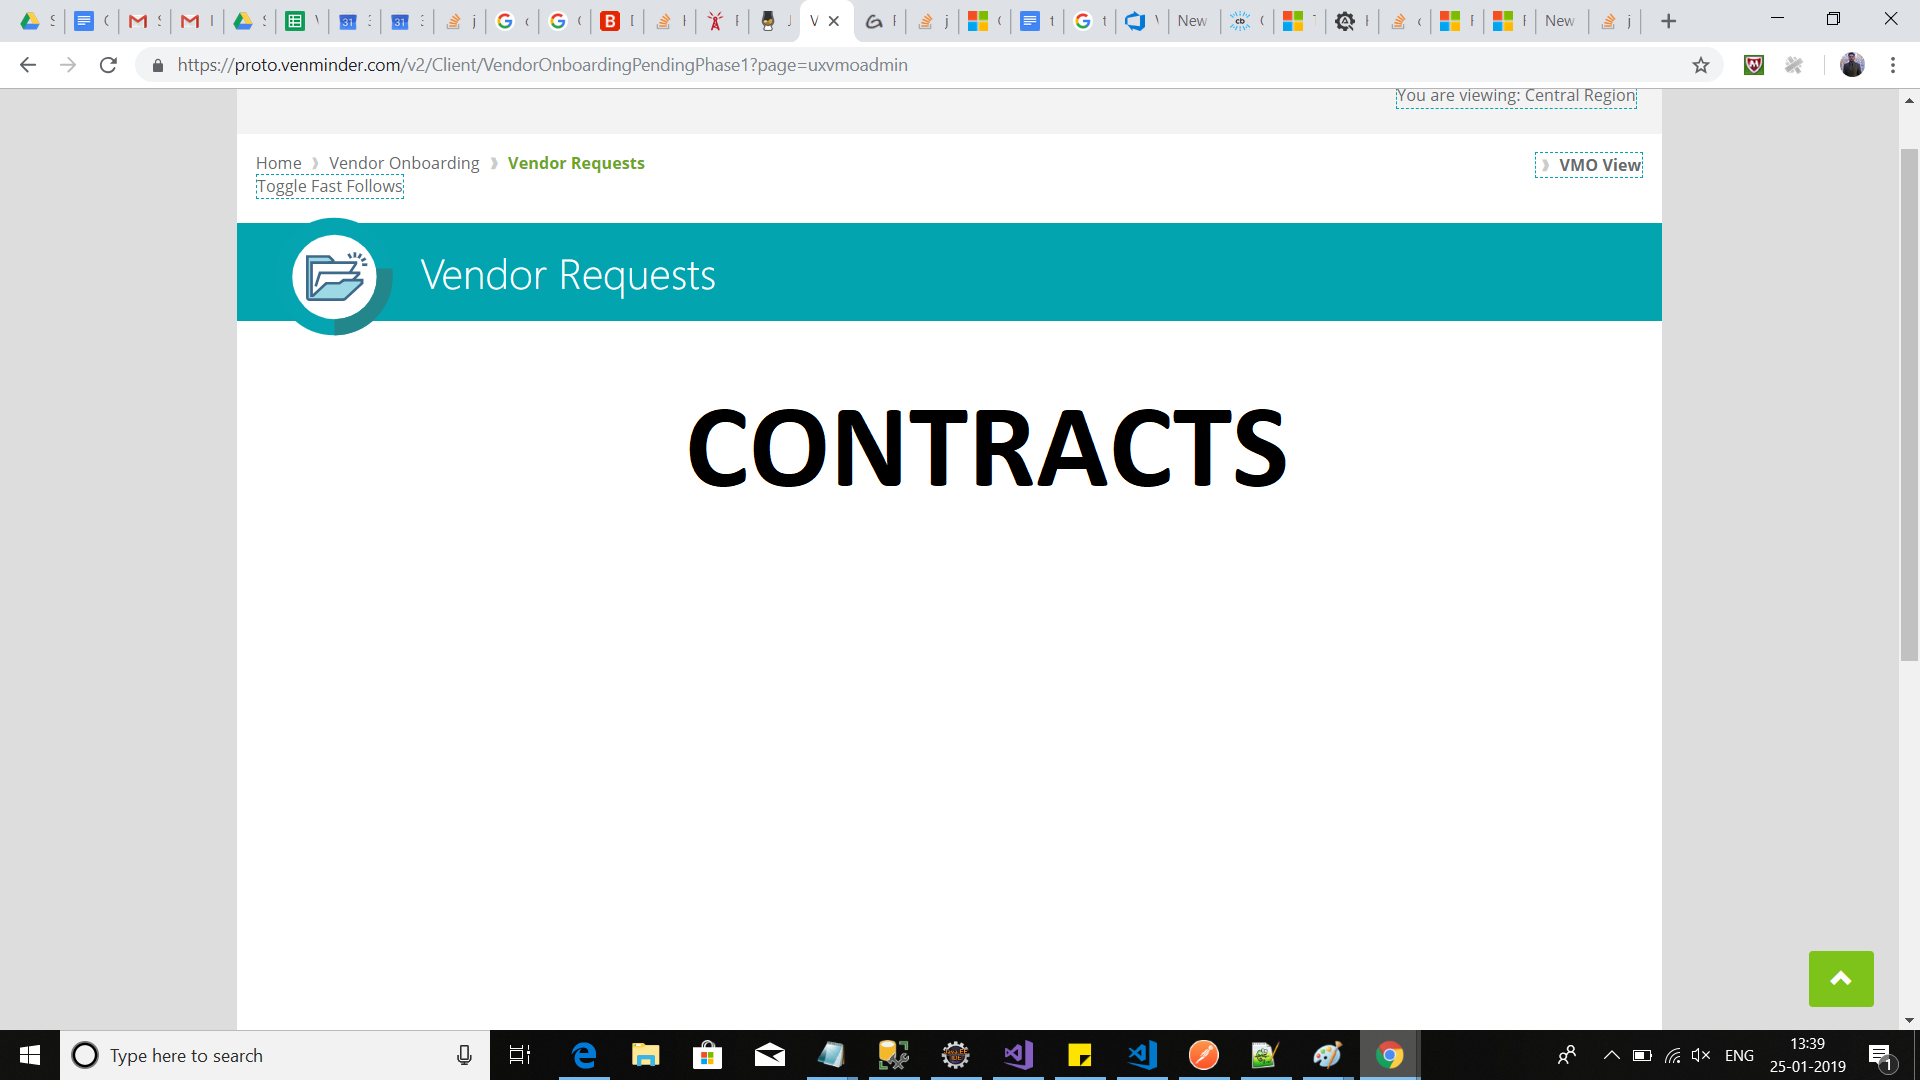 https://proto.venminder.com/v2/Client/VendorOnboardingPendingPhase1?page=uxvmoadmin
You are viewing: Central Region
Home Vendor Onboarding Vendor Requests
VMO View
Toggle Fast Follows
Vendor Requests
CONTRACTS
Type here to search
ENG
13:39
25-01-2019
1
New
New